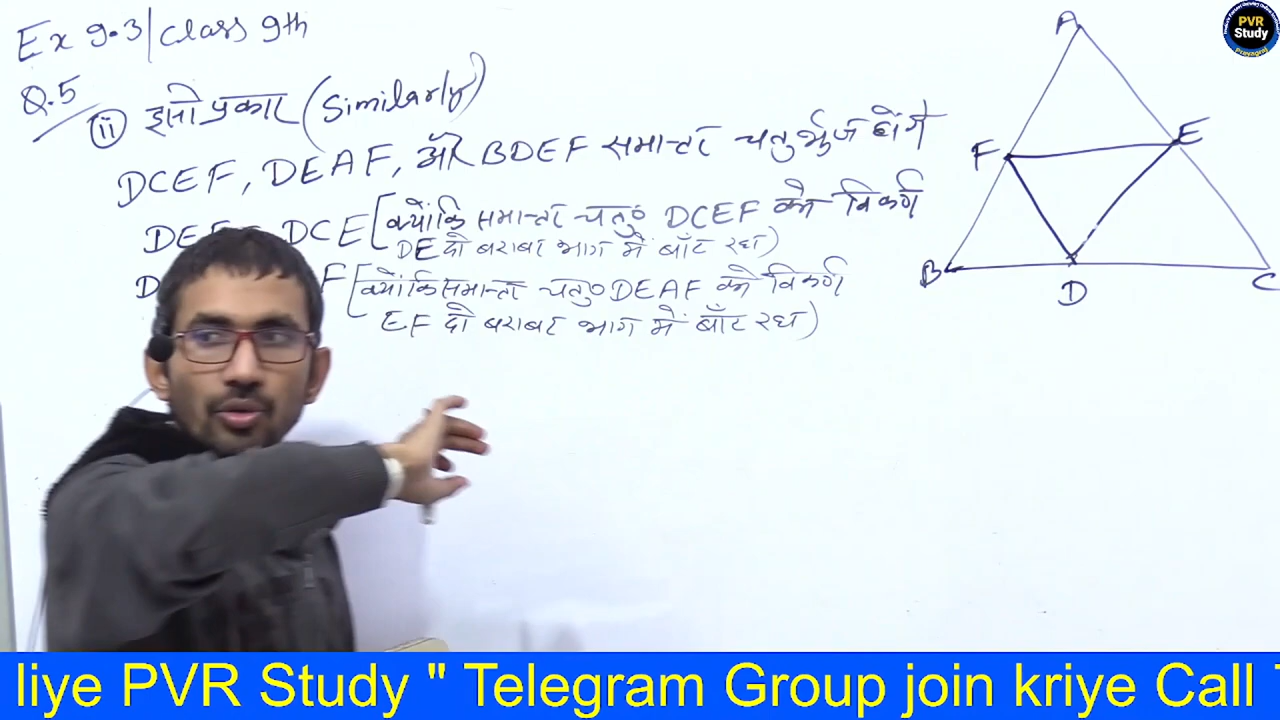 Ex 9.3 | Class 9th
Q.5
(ii) इसी प्रकार (Similarly)
DCEF, DEAF, और BDEF समान्तर चतुर्भुज होंगे
DEF DCE [क्योंकि समान्तर चतु० DCEF को विकर्ण
DE दो बराबर भाग में बाँट रहा)
D F [क्योंकि समान्तर चतु० DEAF को विकर्ण
EF दो बराबर भाग में बाँट रहा)
A
F
E
B
D
C
PVR
Study
Prayagraj
liye PVR Study " Telegram Group join kriye Call